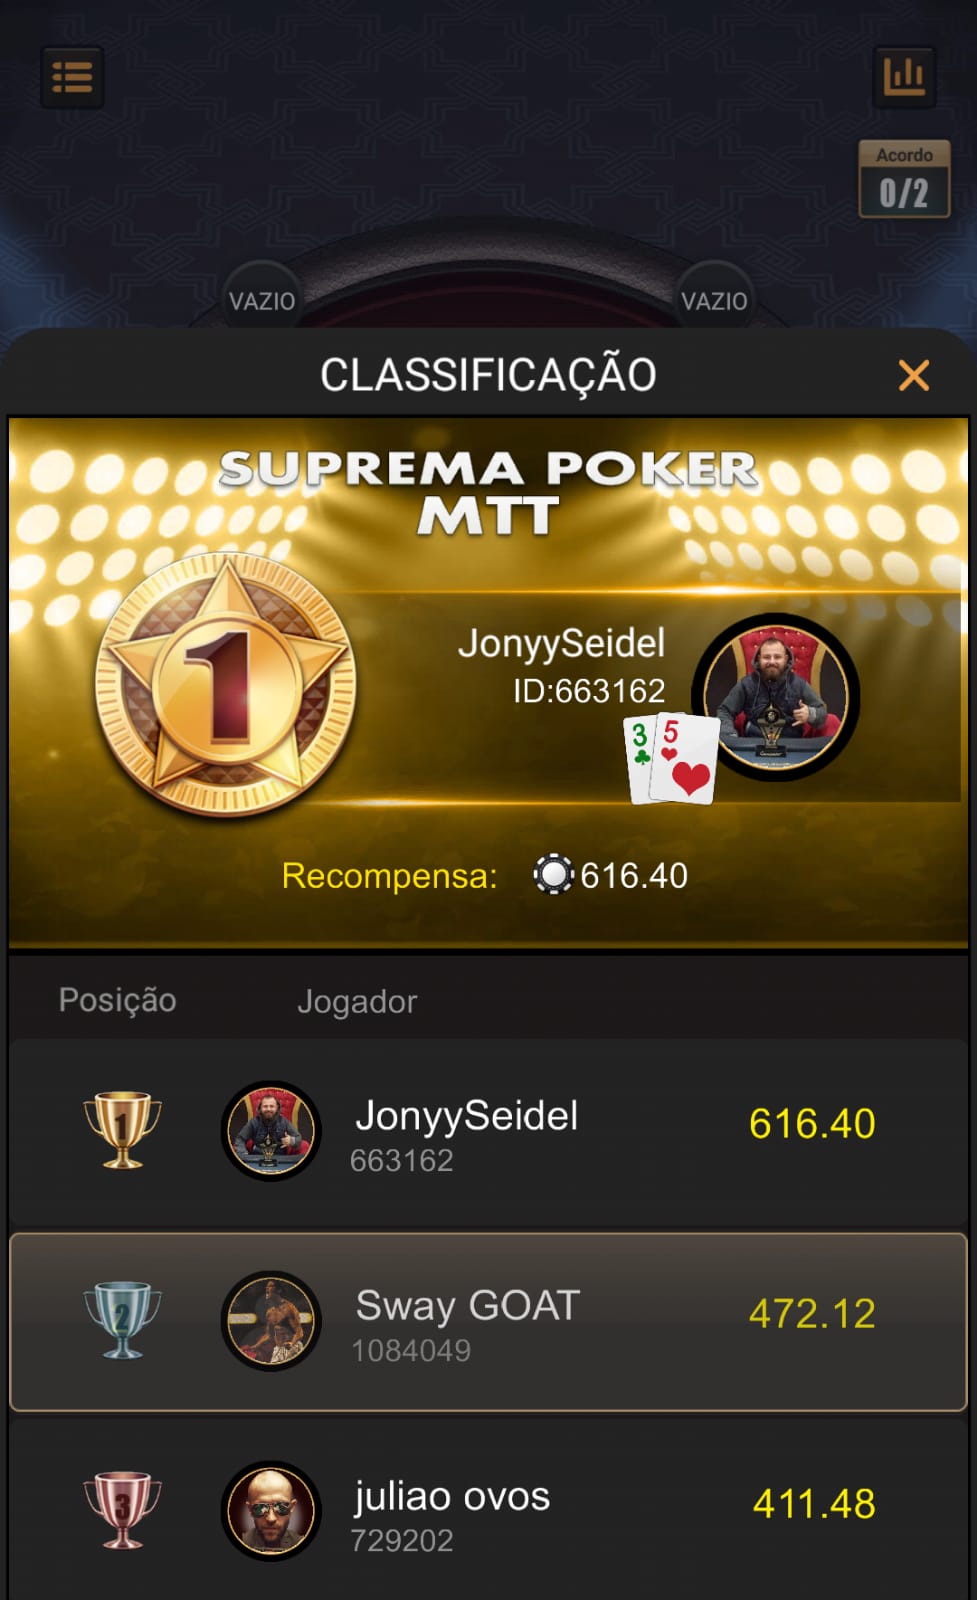 Acordo
0/2
VAZIO
VAZIO
CLASSIFICAÇÃO
SUPREMA POKER
MTT
1
JonyySeidel
ID:663162
3 5
Recompensa: 616.40
Posição Jogador
1 JonyySeidel 616.40
663162
2 Sway GOAT 472.12
1084049
3 juliao ovos 411.48
729202